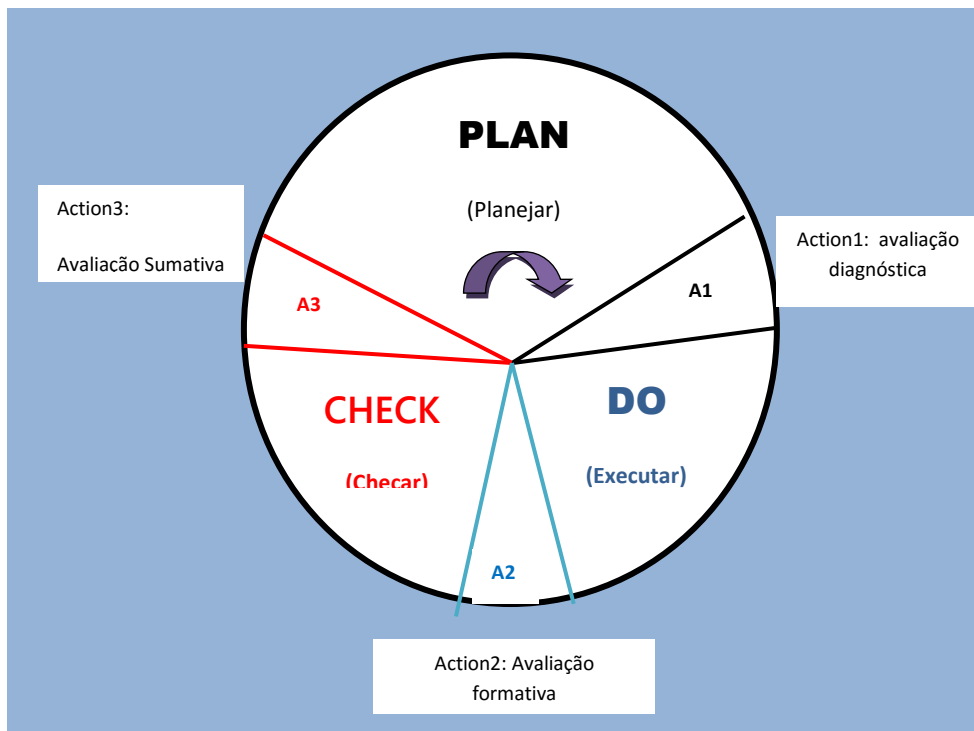 PLAN
(Planejar)
Action3:
Avaliacão Sumativa
Action1: avaliação
diagnóstica
A1
A3
CHECK
(Checar)
DO
(Executar)
A2
Action2: Avaliação
formativa